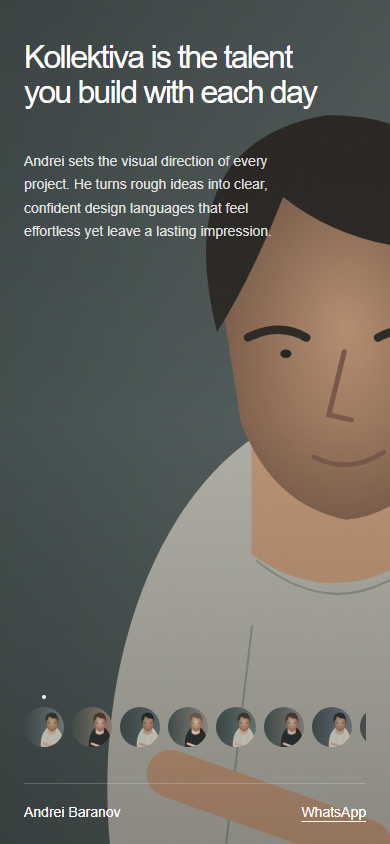 Kollektiva is the talent
you build with each day
Andrei sets the visual direction of every
project. He turns rough ideas into clear,
confident design languages that feel
effortless yet leave a lasting impression.
Andrei Baranov
WhatsApp